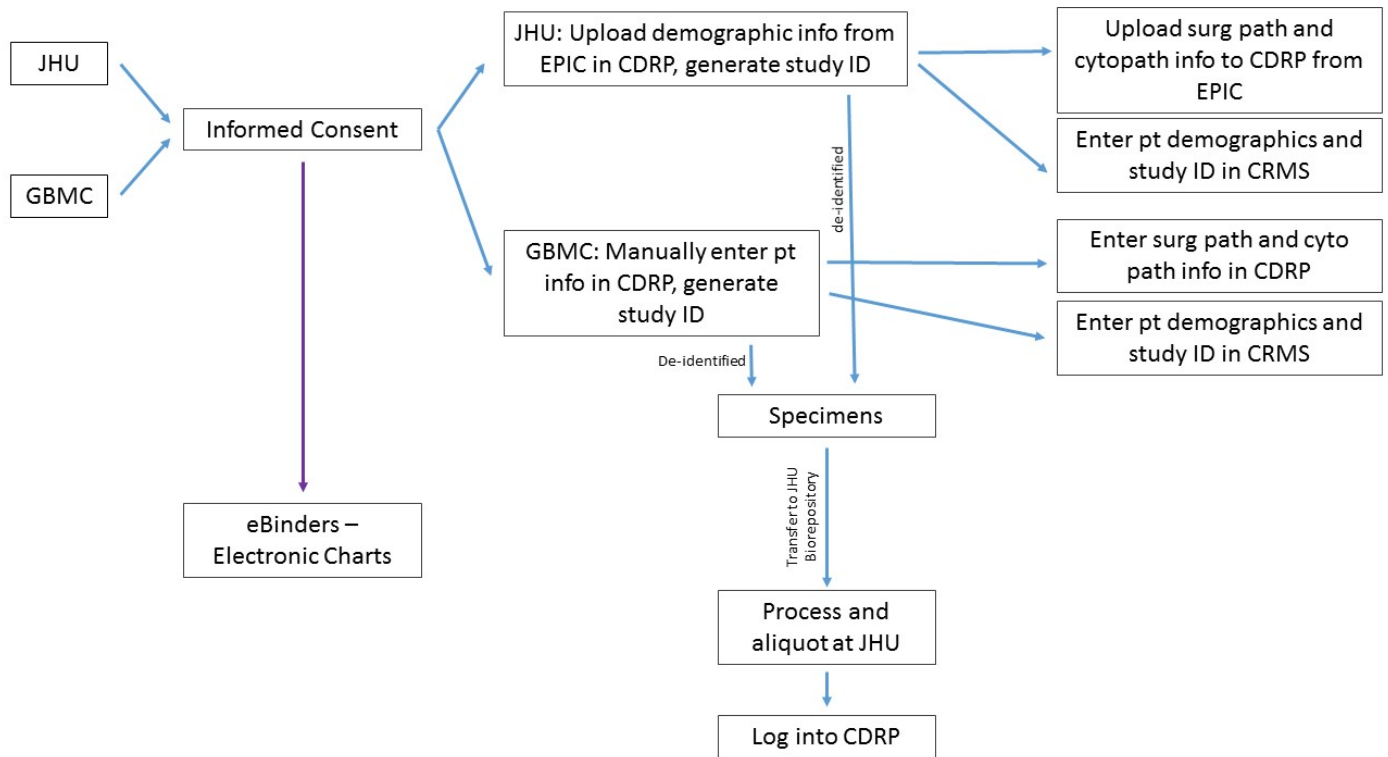 JHU
GBMC
Informed Consent
eBinders –
Electronic Charts
JHU: Upload demographic info from
EPIC in CDRP, generate study ID
GBMC: Manually enter pt
info in CDRP, generate
study ID
Upload surg path and
cytopath info to CDRP from
EPIC
Enter pt demographics and
study ID in CRMS
Enter surg path and cyto
path info in CDRP
Enter pt demographics and
study ID in CRMS
de-identified
De-identified
Specimens
Transfer to JHU
Biorepository
Process and
aliquot at JHU
Log into CDRP